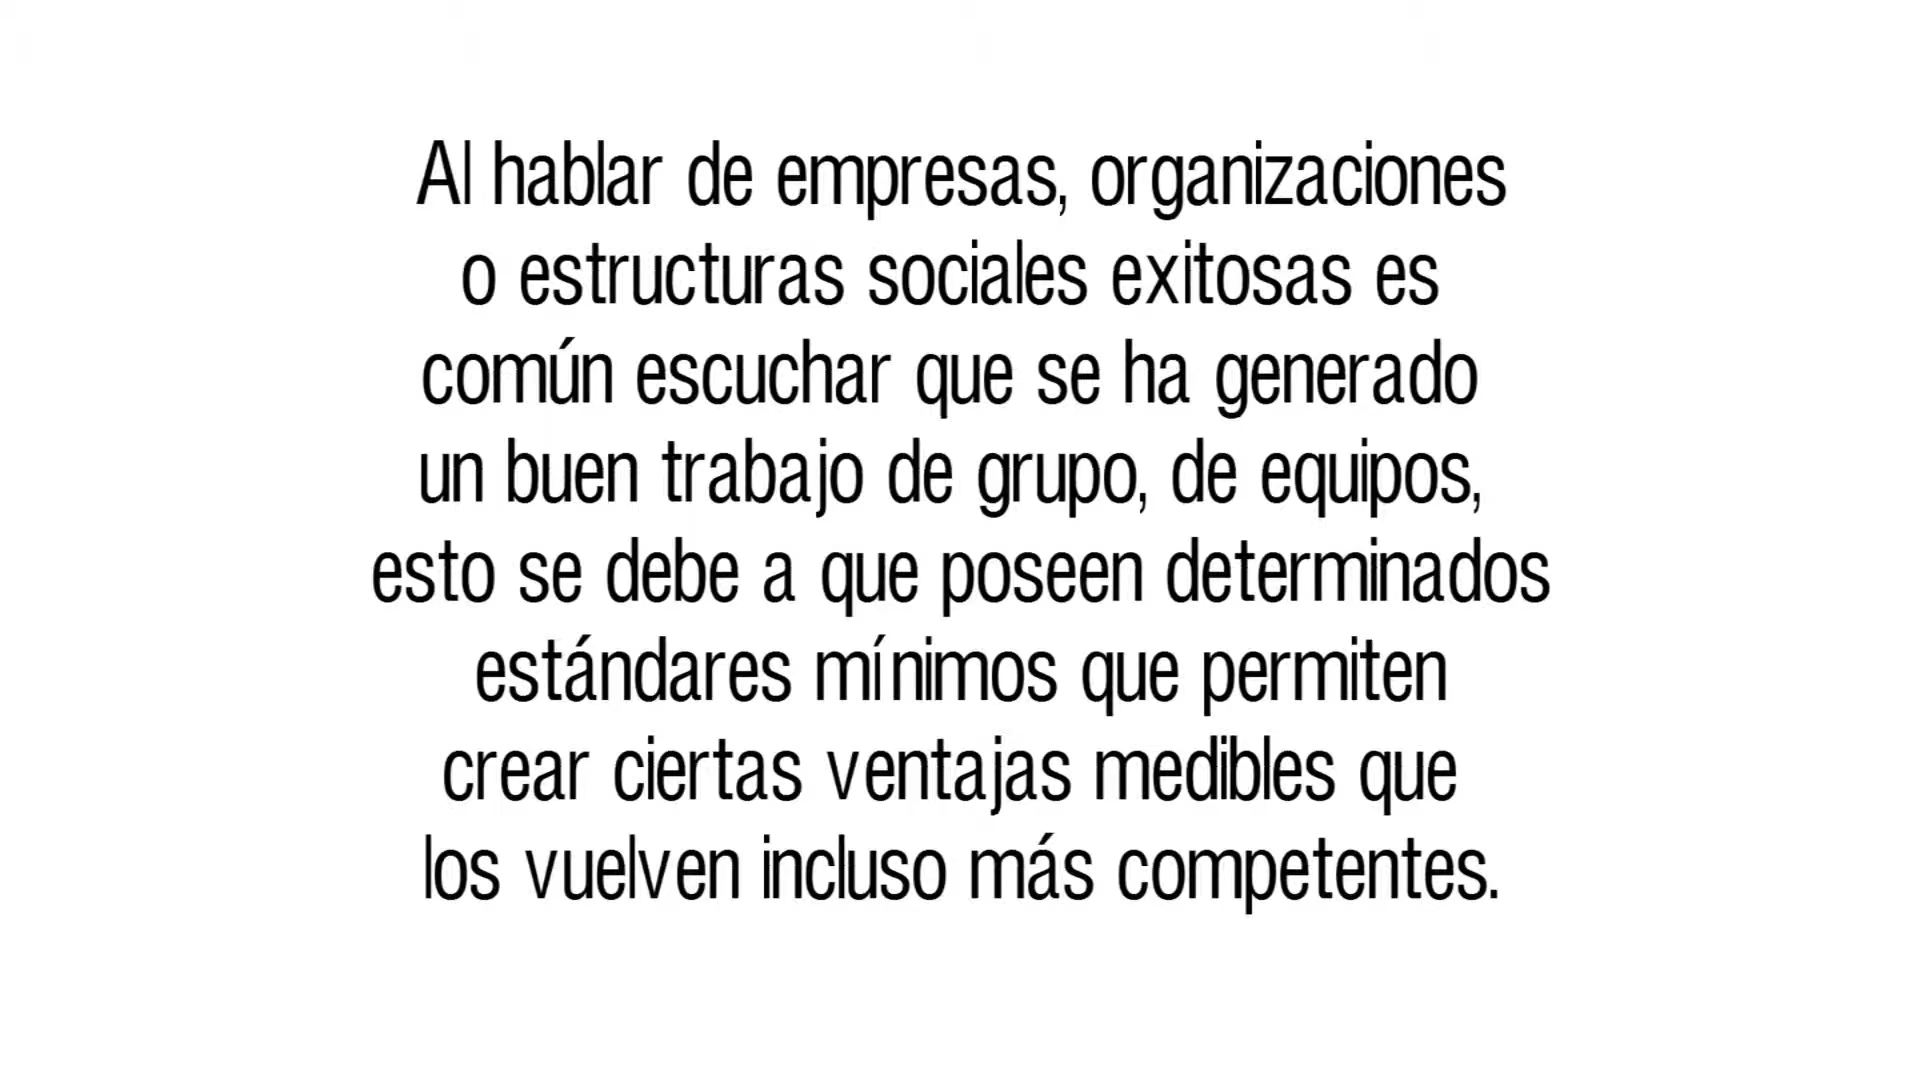 Al hablar de empresas, organizaciones
o estructuras sociales exitosas es
común escuchar que se ha generado
un buen trabajo de grupo, de equipos,
esto se debe a que poseen determinados
estándares mínimos que permiten
crear ciertas ventajas medibles que
los vuelven incluso más competentes.